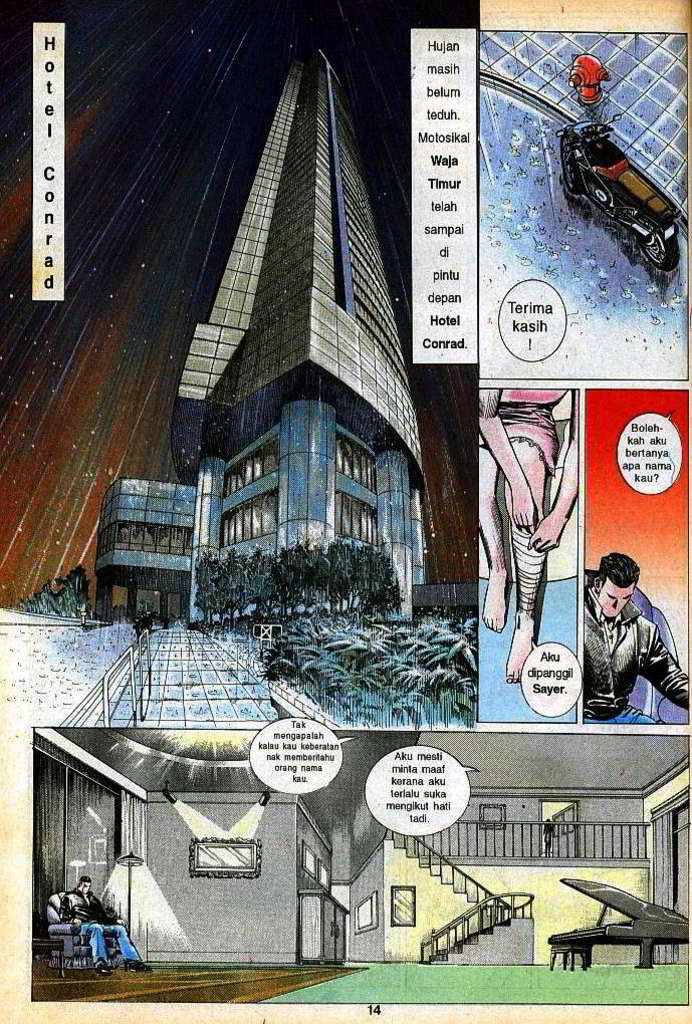 Hotel Conrad
Hujan
masih
belum
teduh.
Motosikal
Waja
Timur
telah
sampai
di
pintu
depan
Hotel
Conrad.
Terima
kasih
!
Boleh-
kah aku
bertanya
apa nama
kau?
Aku
dipanggil
Sayer.
Tak
mengapalah
kalau kau keberatan
nak memberitahu
orang nama
kau.
Aku mesti
minta maaf
kerana aku
terlalu suka
mengikut hati
tadi.
14